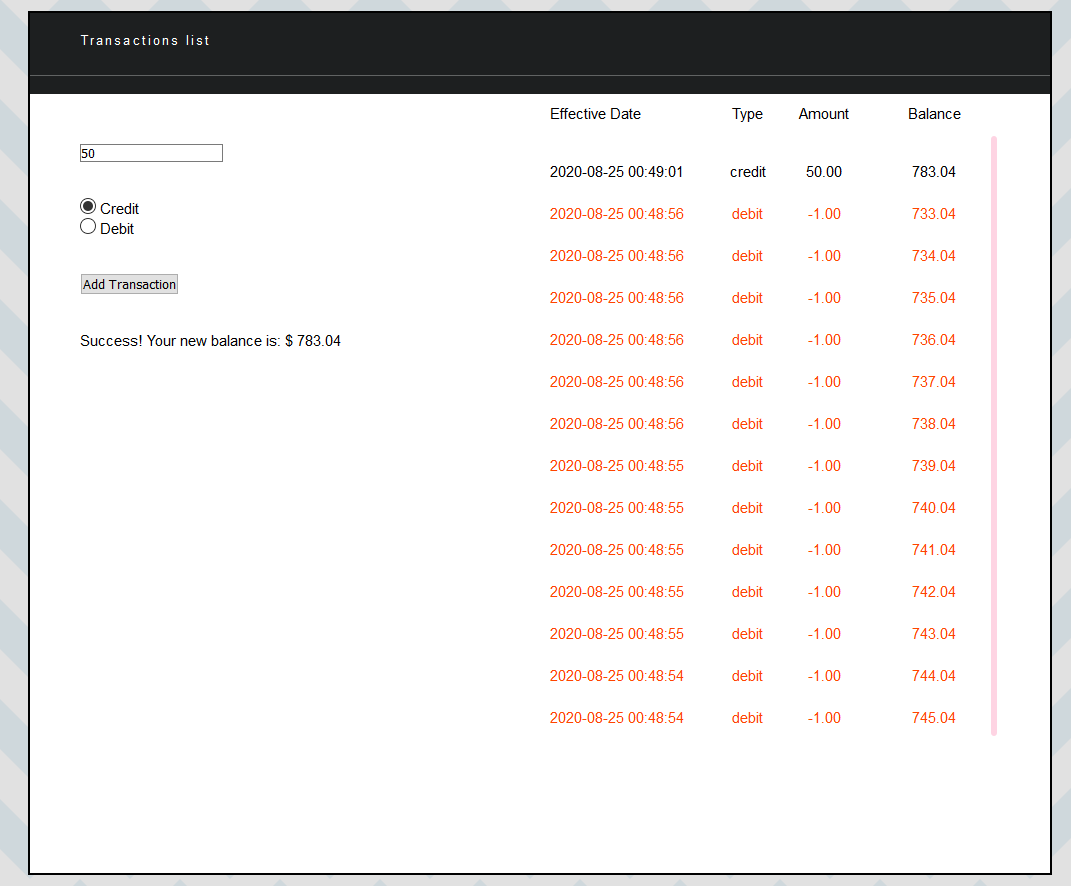 Transactions list
Effective Date Type Amount Balance
50
2020-08-25 00:49:01 credit 50.00 783.04
Credit
2020-08-25 00:48:56 debit -1.00 733.04
Debit
2020-08-25 00:48:56 debit -1.00 734.04
Add Transaction
2020-08-25 00:48:56 debit -1.00 735.04
Success! Your new balance is: $ 783.04
2020-08-25 00:48:56 debit -1.00 736.04
2020-08-25 00:48:56 debit -1.00 737.04
2020-08-25 00:48:56 debit -1.00 738.04
2020-08-25 00:48:55 debit -1.00 739.04
2020-08-25 00:48:55 debit -1.00 740.04
2020-08-25 00:48:55 debit -1.00 741.04
2020-08-25 00:48:55 debit -1.00 742.04
2020-08-25 00:48:55 debit -1.00 743.04
2020-08-25 00:48:54 debit -1.00 744.04
2020-08-25 00:48:54 debit -1.00 745.04